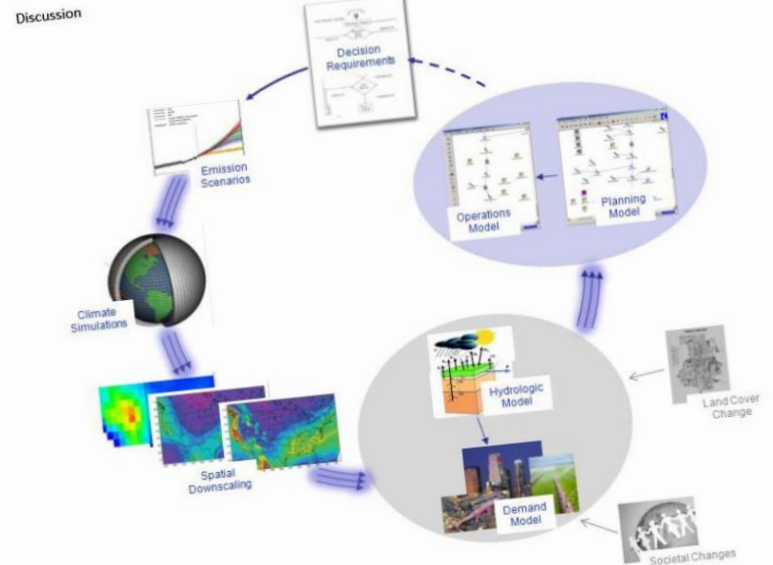 Discussion
Decision
Requirements
Emission
Scenarios
Operations
Model
Planning
Model
Climate
Simulations
Hydrologic
Model
Land Cover
Change
Spatial
Downscaling
Demand
Model
Societal Changes